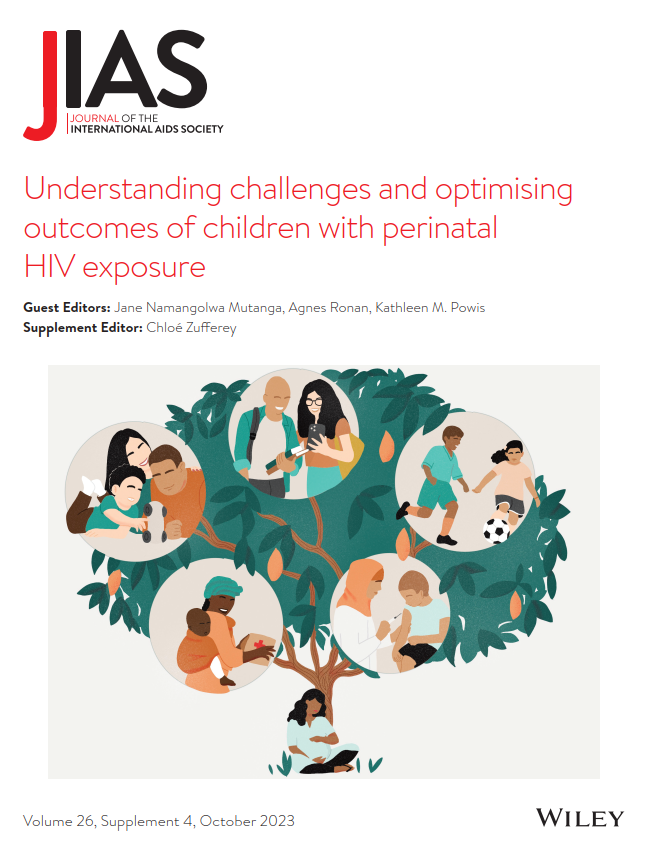 JIAS
JOURNAL OF THE
INTERNATIONAL AIDS SOCIETY
Understanding challenges and optimising
outcomes of children with perinatal
HIV exposure
Guest Editors: Jane Namangolwa Mutanga, Agnes Ronan, Kathleen M. Powis
Supplement Editor: Chloé Zufferey
Volume 26, Supplement 4, October 2023
WILEY